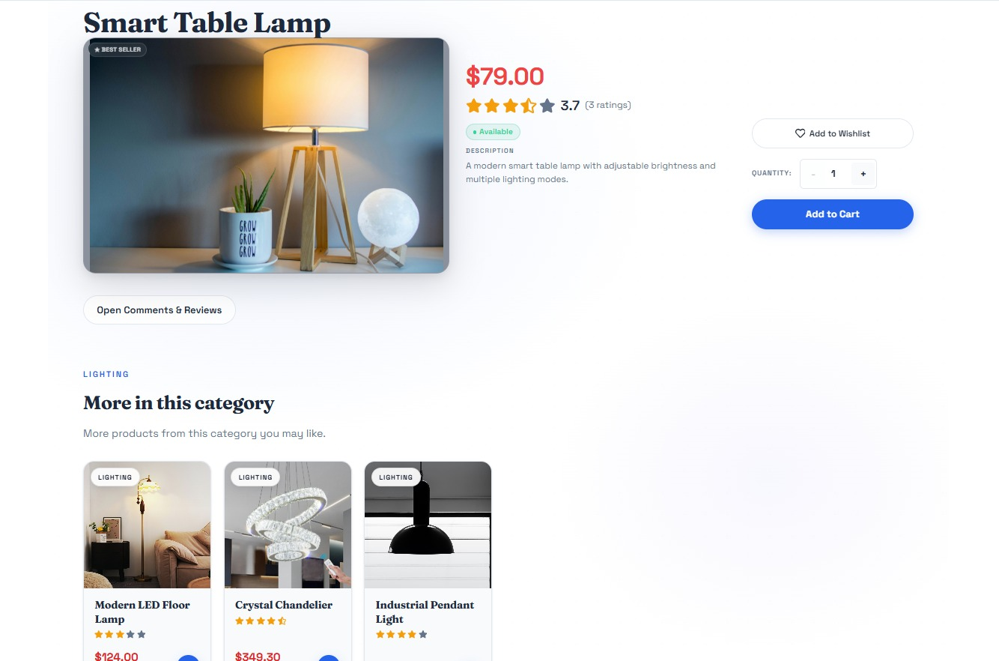 Smart Table Lamp
★ BEST SELLER
GROW
GROW
GROW
$79.00
3.7 (3 ratings)
Available
DESCRIPTION
A modern smart table lamp with adjustable brightness and
multiple lighting modes.
Add to Wishlist
QUANTITY: - 1 +
Add to Cart
Open Comments & Reviews
LIGHTING
More in this category
More products from this category you may like.
LIGHTING
Modern LED Floor
Lamp
$124.00
LIGHTING
Crystal Chandelier
$349.30
LIGHTING
Industrial Pendant
Light